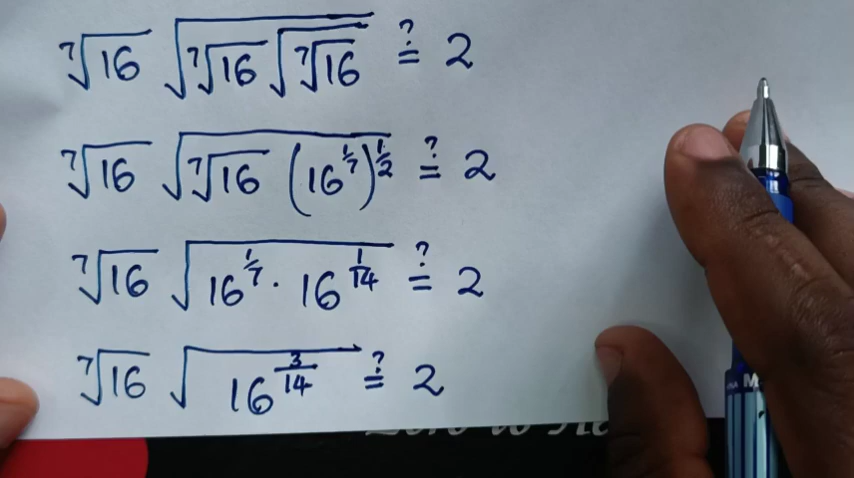 ⁷√16 √(⁷√16 √(⁷√16)) ≟ 2
⁷√16 √(⁷√16 (16^(1/7))^(1/2)) ≟ 2
⁷√16 √(16^(1/7) · 16^(1/14)) ≟ 2
⁷√16 √(16^(3/14)) ≟ 2